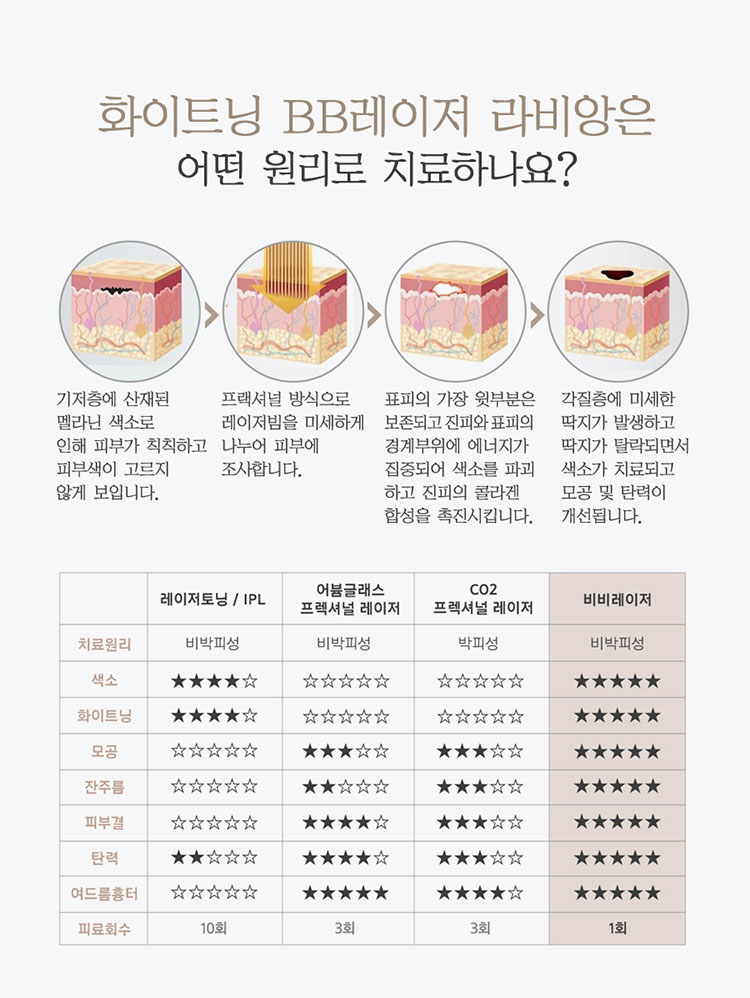 화이트닝 BB레이저 라비앙은
어떤 원리로 치료하나요?
기저층에 산재된
멜라닌 색소로
인해 피부가 칙칙하고
피부색이 고르지
않게 보입니다.
프랙셔널 방식으로
레이저빔을 미세하게
나누어 피부에
조사합니다.
표피의 가장 윗부분은
보존되고 진피와 표피의
경계부위에 에너지가
집중되어 색소를 파괴
하고 진피의 콜라겐
합성을 촉진시킵니다.
각질층에 미세한
딱지가 발생하고
딱지가 탈락되면서
색소가 치료되고
모공 및 탄력이
개선됩니다.
레이저토닝 / IPL
어븀글래스
프렉셔널 레이저
CO2
프렉셔널 레이저
비비레이저
치료원리 비박피성 비박피성 박피성 비박피성
색소 ★★★★☆ ☆☆☆☆☆ ☆☆☆☆☆ ★★★★★
화이트닝 ★★★★☆ ☆☆☆☆☆ ☆☆☆☆☆ ★★★★★
모공 ☆☆☆☆☆ ★★★☆☆ ★★★☆☆ ★★★★★
잔주름 ☆☆☆☆☆ ★★☆☆☆ ★★★☆☆ ★★★★★
피부결 ☆☆☆☆☆ ★★★★☆ ★★★☆☆ ★★★★★
탄력 ★★☆☆☆ ★★★★☆ ★★★☆☆ ★★★★★
여드름흉터 ☆☆☆☆☆ ★★★★★ ★★★★☆ ★★★★★
피료회수 10회 3회 3회 1회